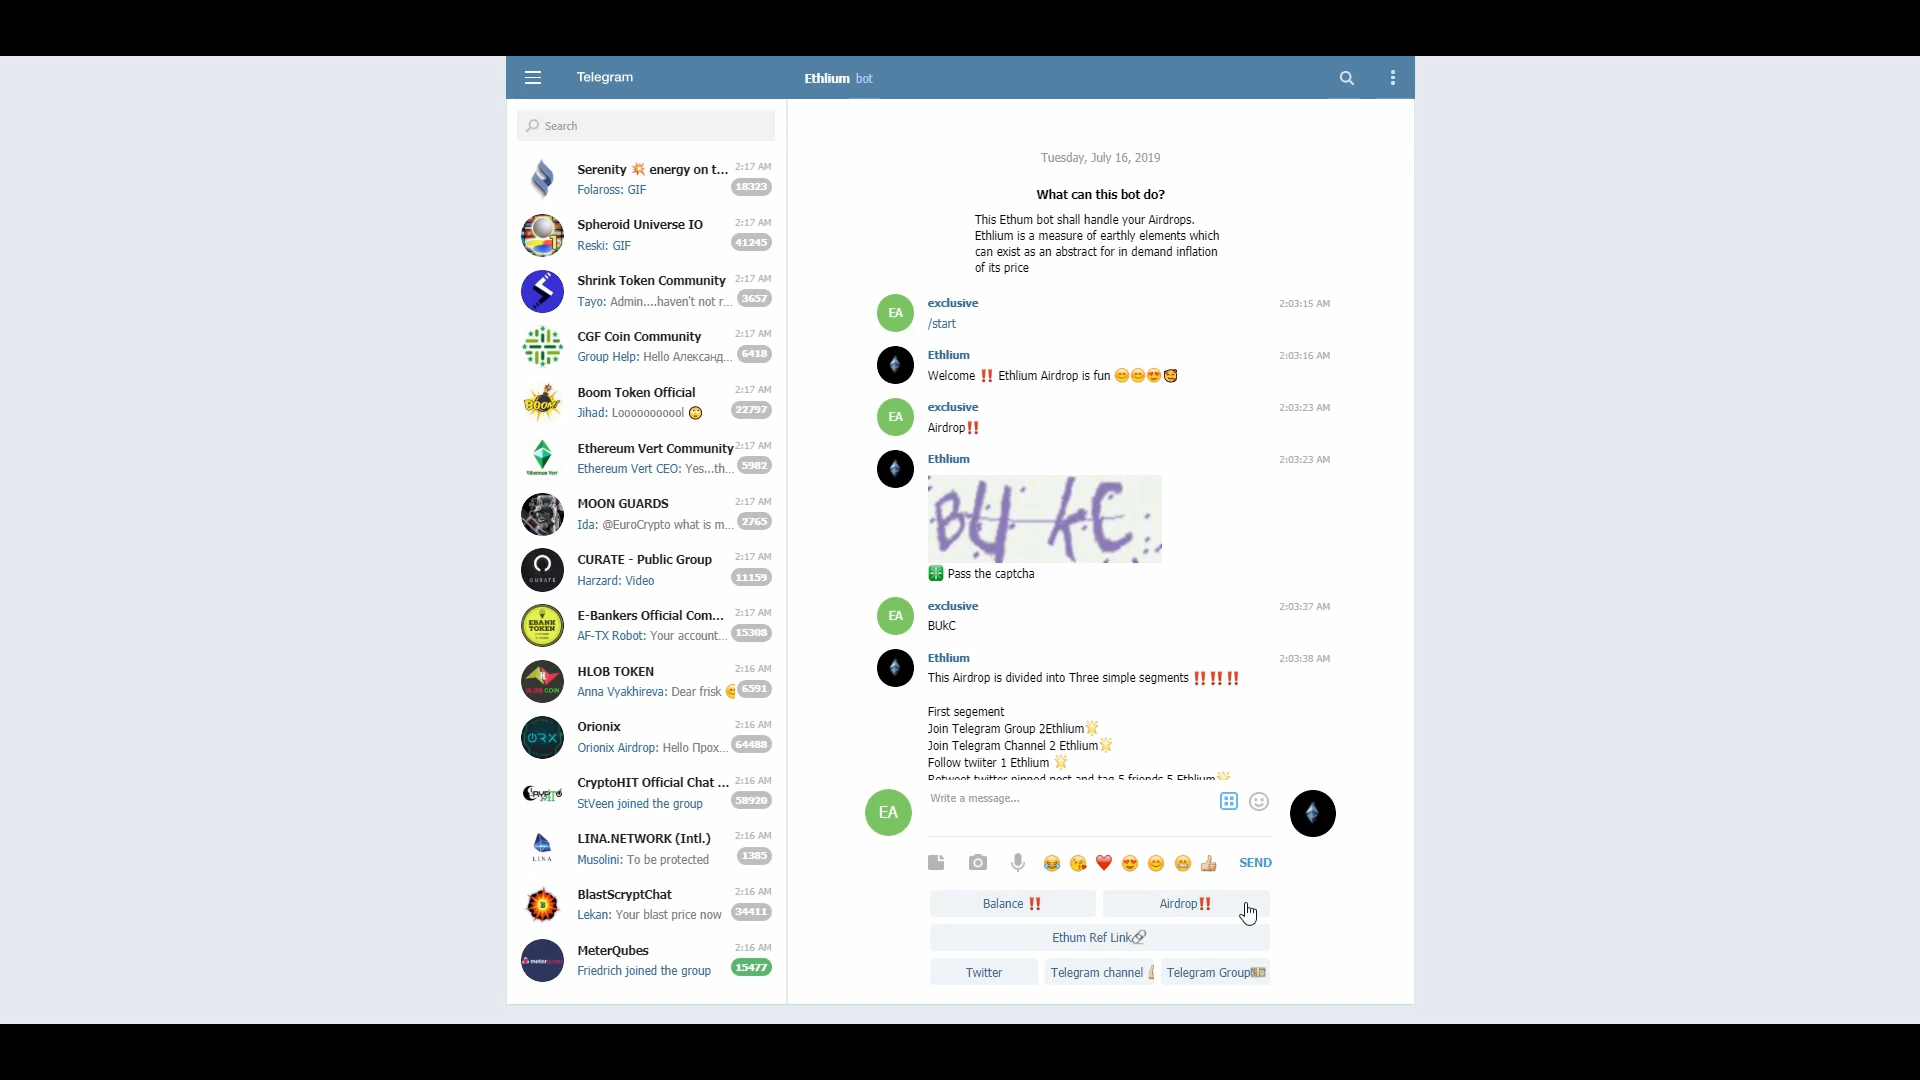 Telegram
Ethlium bot
Search
Serenity 💥 energy on t... 2:17 AM
Folaross: GIF 18323
Spheroid Universe IO 2:17 AM
Reski: GIF 41245
Shrink Token Community 2:17 AM
Tayo: Admin....haven't not r... 3657
CGF Coin Community 2:17 AM
Group Help: Hello Александ... 6418
Boom Token Official 2:17 AM
Jihad: Loooooooool 🙄 22797
Ethereum Vert Community 2:17 AM
Ethereum Vert CEO: Yes...th... 5982
MOON GUARDS 2:17 AM
Ida: @EuroCrypto what is m... 2765
CURATE - Public Group 2:17 AM
Harzard: Video 11159
E-Bankers Official Com... 2:17 AM
AF-TX Robot: Your account... 15308
HLOB TOKEN 2:16 AM
Anna Vyakhireva: Dear frisk 6591
Orionix 2:16 AM
Orionix Airdrop: Hello Прох... 64488
CryptoHIT Official Chat ... 2:16 AM
StVeen joined the group 58920
LINA.NETWORK (Intl.) 2:16 AM
Musolini: To be protected 1385
BlastScryptChat 2:16 AM
Lekan: Your blast price now 34411
MeterQubes 2:16 AM
Friedrich joined the group 15477
Tuesday, July 16, 2019
What can this bot do?
This Ethum bot shall handle your Airdrops.
Ethlium is a measure of earthly elements which
can exist as an abstract for in demand inflation
of its price
EA
exclusive 2:03:15 AM
/start
Ethlium 2:03:16 AM
Welcome ‼️ Ethlium Airdrop is fun 😊😊😍🥰
EA
exclusive 2:03:23 AM
Airdrop‼️
Ethlium 2:03:23 AM
BUkC
❇️ Pass the captcha
EA
exclusive 2:03:37 AM
BUkC
Ethlium 2:03:38 AM
This Airdrop is divided into Three simple segments ‼️‼️‼️
First segement
Join Telegram Group 2Ethlium🌟
Join Telegram Channel 2 Ethlium🌟
Follow twiiter 1 Ethlium 🌟
Retweet twitter pinned post and tag 5 friends 5 Ethlium🌟
EA
Write a message...
SEND
Balance ‼️
Airdrop‼️
Ethum Ref Link🔗
Twitter
Telegram channel
Telegram Group